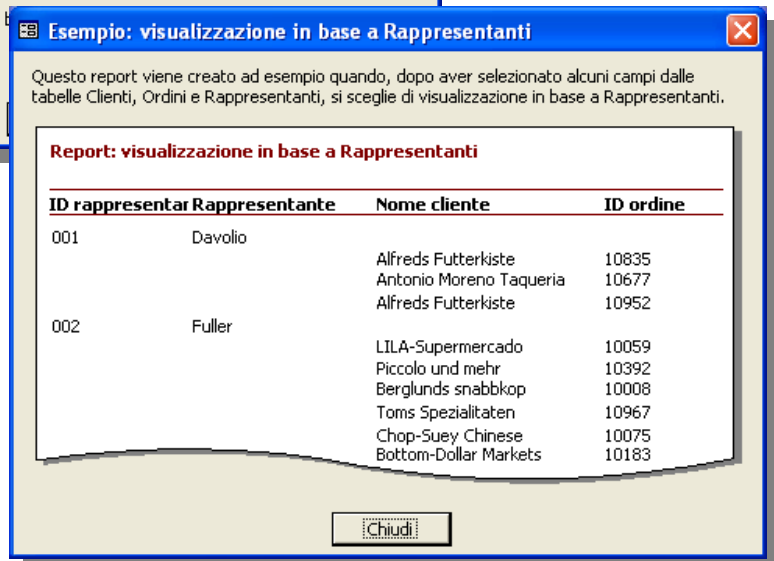 Esempio: visualizzazione in base a Rappresentanti
Questo report viene creato ad esempio quando, dopo aver selezionato alcuni campi dalle
tabelle Clienti, Ordini e Rappresentanti, si sceglie di visualizzazione in base a Rappresentanti.
Report: visualizzazione in base a Rappresentanti
ID rappresentar Rappresentante Nome cliente ID ordine
001 Davolio
Alfreds Futterkiste 10835
Antonio Moreno Taqueria 10677
Alfreds Futterkiste 10952
002 Fuller
LILA-Supermercado 10059
Piccolo und mehr 10392
Berglunds snabbkop 10008
Toms Spezialitaten 10967
Chop-Suey Chinese 10075
Bottom-Dollar Markets 10183
Chiudi